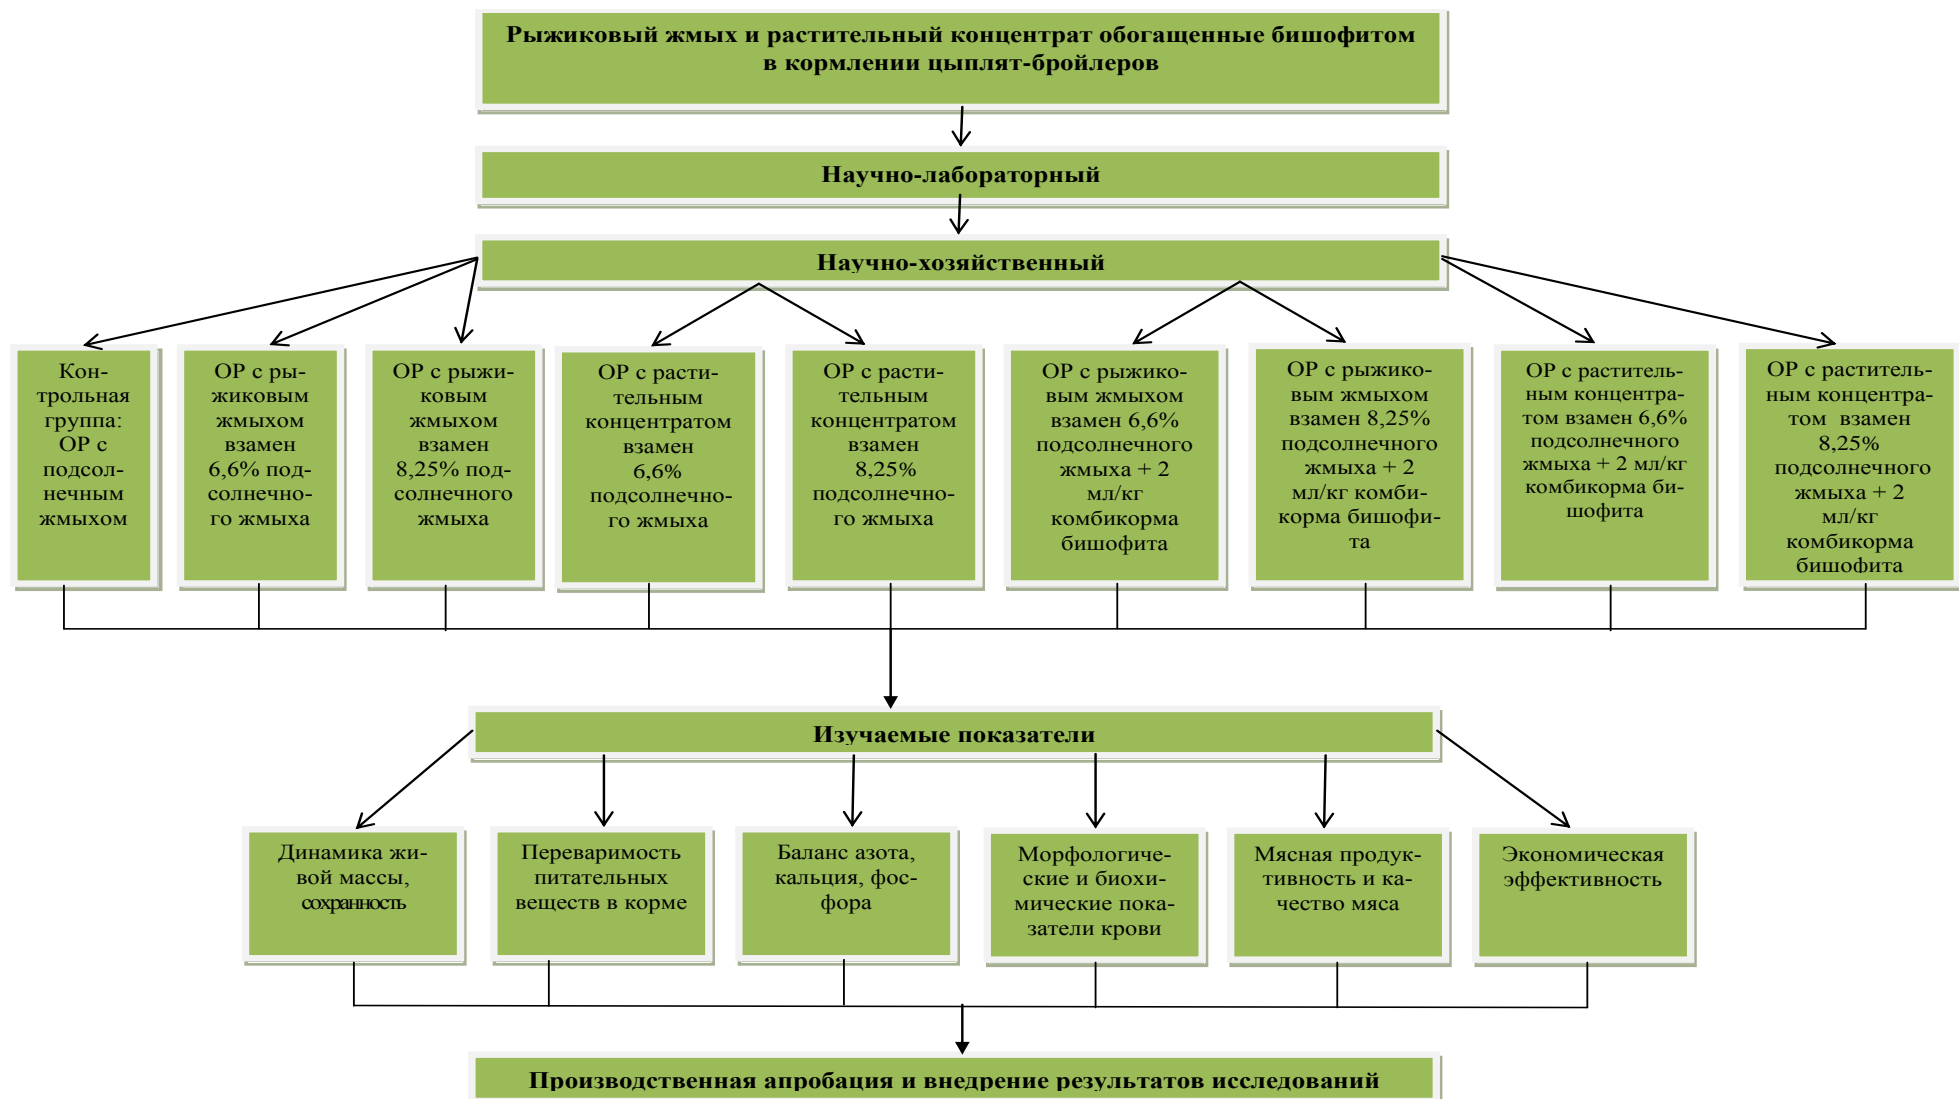 Рыжиковый жмых и растительный концентрат обогащенные бишофитом
в кормлении цыплят-бройлеров
Научно-лабораторный
Научно-хозяйственный
Кон-
трольная
группа:
ОР с
подсол-
нечным
жмыхом
ОР с ры-
жиковым
жмыхом
взамен
6,6% под-
солнечно-
го жмыха
ОР с рыжи-
ковым
жмыхом
взамен
8,25% под-
солнечного
жмыха
ОР с расти-
тельным
концентратом
взамен
6,6%
подсолнечно-
го жмыха
ОР с расти-
тельным
концентратом
взамен
8,25%
подсолнечно-
го жмыха
ОР с рыжико-
вым жмыхом
взамен 6,6%
подсолнечного
жмыха + 2
мл/кг
комбикорма
бишофита
ОР с рыжико-
вым жмыхом
взамен 8,25%
подсолнечного
жмыха + 2
мл/кг комби-
корма бишофи-
та
ОР с раститель-
ным концентра-
том взамен 6,6%
подсолнечного
жмыха + 2 мл/кг
комбикорма би-
шофита
ОР с раститель-
ным концентра-
том взамен
8,25%
подсолнечного
жмыха + 2
мл/кг
комбикорма
бишофита
Изучаемые показатели
Динамика жи-
вой массы,
сохранность
Переваримость
питательных
веществ в корме
Баланс азота,
кальция, фос-
фора
Морфологиче-
ские и биохи-
мические пока-
затели крови
Мясная продук-
тивность и ка-
чество мяса
Экономическая
эффективность
Производственная апробация и внедрение результатов исследований